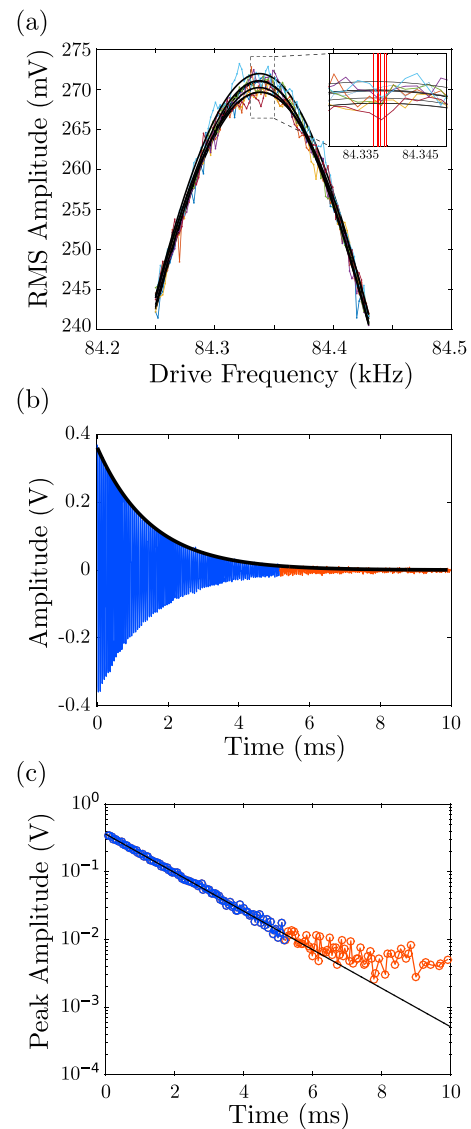 (a)
RMS Amplitude (mV)
275
270
265
260
255
250
245
240
84.335 84.345
84.2 84.3 84.4 84.5
Drive Frequency (kHz)
(b)
Amplitude (V)
0.4
0.2
0
-0.2
-0.4
0 2 4 6 8 10
Time (ms)
(c)
Peak Amplitude (V)
10⁰
10⁻¹
10⁻²
10⁻³
10⁻⁴
0 2 4 6 8 10
Time (ms)